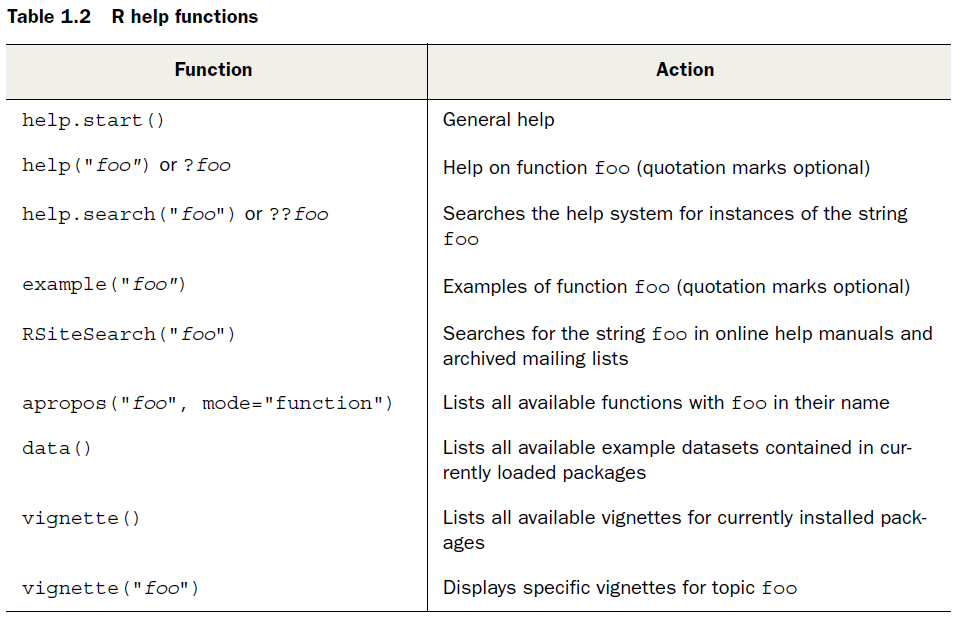 Table 1.2 R help functions
Function Action
help.start() General help
help("foo") or ?foo Help on function foo (quotation marks optional)
help.search("foo") or ??foo Searches the help system for instances of the string
foo
example("foo") Examples of function foo (quotation marks optional)
RSiteSearch("foo") Searches for the string foo in online help manuals and
archived mailing lists
apropos("foo", mode="function") Lists all available functions with foo in their name
data() Lists all available example datasets contained in cur-
rently loaded packages
vignette() Lists all available vignettes for currently installed pack-
ages
vignette("foo") Displays specific vignettes for topic foo